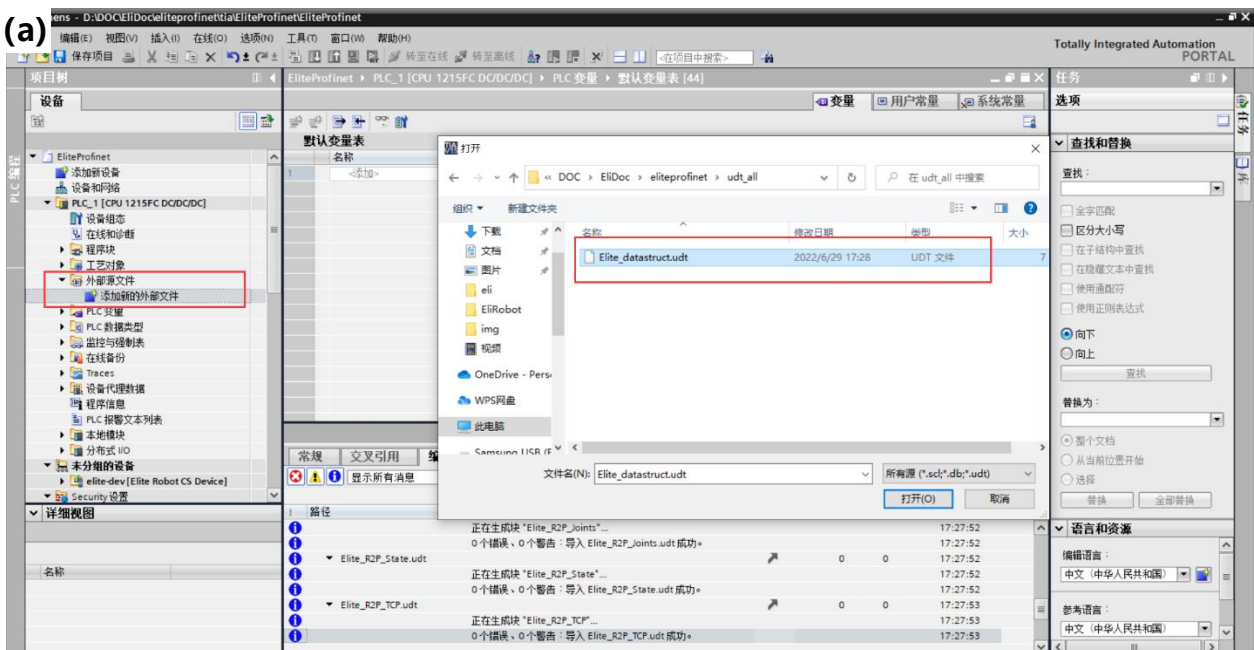 (a)
ens - D:\DOC\EliDoc\eliteprofinet\tia\EliteProfinet\EliteProfinet
编辑(E) 视图(V) 插入(I) 在线(O) 选项(N) 工具(T) 窗口(W) 帮助(H)
保存项目 转至在线 转至离线 <在项目中搜索>
Totally Integrated Automation
PORTAL
项目树
EliteProfinet ▸ PLC_1 [CPU 1215FC DC/DC/DC] ▸ PLC 变量 ▸ 默认变量表 [44]
任务
设备
变量 用户常量 系统常量
选项
默认变量表
名称
1 <添加>
PLC 编程
EliteProfinet
添加新设备
设备和网络
PLC_1 [CPU 1215FC DC/DC/DC]
设备组态
在线和诊断
程序块
工艺对象
外部源文件
添加新的外部文件
PLC 变量
PLC 数据类型
监控与强制表
在线备份
Traces
设备代理数据
程序信息
PLC 报警文本列表
本地模块
分布式 I/O
未分组的设备
elite-dev [Elite Robot CS Device]
Security 设置
详细视图
名称
打开
« DOC › EliDoc › eliteprofinet › udt_all
在 udt_all 中搜索
组织 新建文件夹
名称 修改日期 类型 大小
Elite_datastruct.udt 2022/6/29 17:28 UDT 文件 7
下载
文档
图片
eli
EliRobot
img
视频
OneDrive - Pers
WPS网盘
此电脑
Samsung USB (F
文件名(N): Elite_datastruct.udt 所有源 (*.scl;*.db;*.udt)
打开(O) 取消
常规 交叉引用 编
显示所有消息
! 路径
正在生成块 "Elite_R2P_Joints"... 17:27:52
0 个错误、0 个警告：导入 Elite_R2P_Joints.udt 成功。 17:27:52
Elite_R2P_State.udt 0 0 17:27:52
正在生成块 "Elite_R2P_State"... 17:27:52
0 个错误、0 个警告：导入 Elite_R2P_State.udt 成功。 17:27:52
Elite_R2P_TCP.udt 0 0 17:27:53
正在生成块 "Elite_R2P_TCP"... 17:27:53
0 个错误、0 个警告：导入 Elite_R2P_TCP.udt 成功。 17:27:53
查找和替换
查找：
全字匹配
区分大小写
在子结构中查找
在隐藏文本中查找
使用通配符
使用正则表达式
向下
向上
查找
替换为：
整个文档
从当前位置开始
选择
替换 全部替换
语言和资源
编辑语言：
中文（中华人民共和国）
参考语言：
中文（中华人民共和国）
任务
库